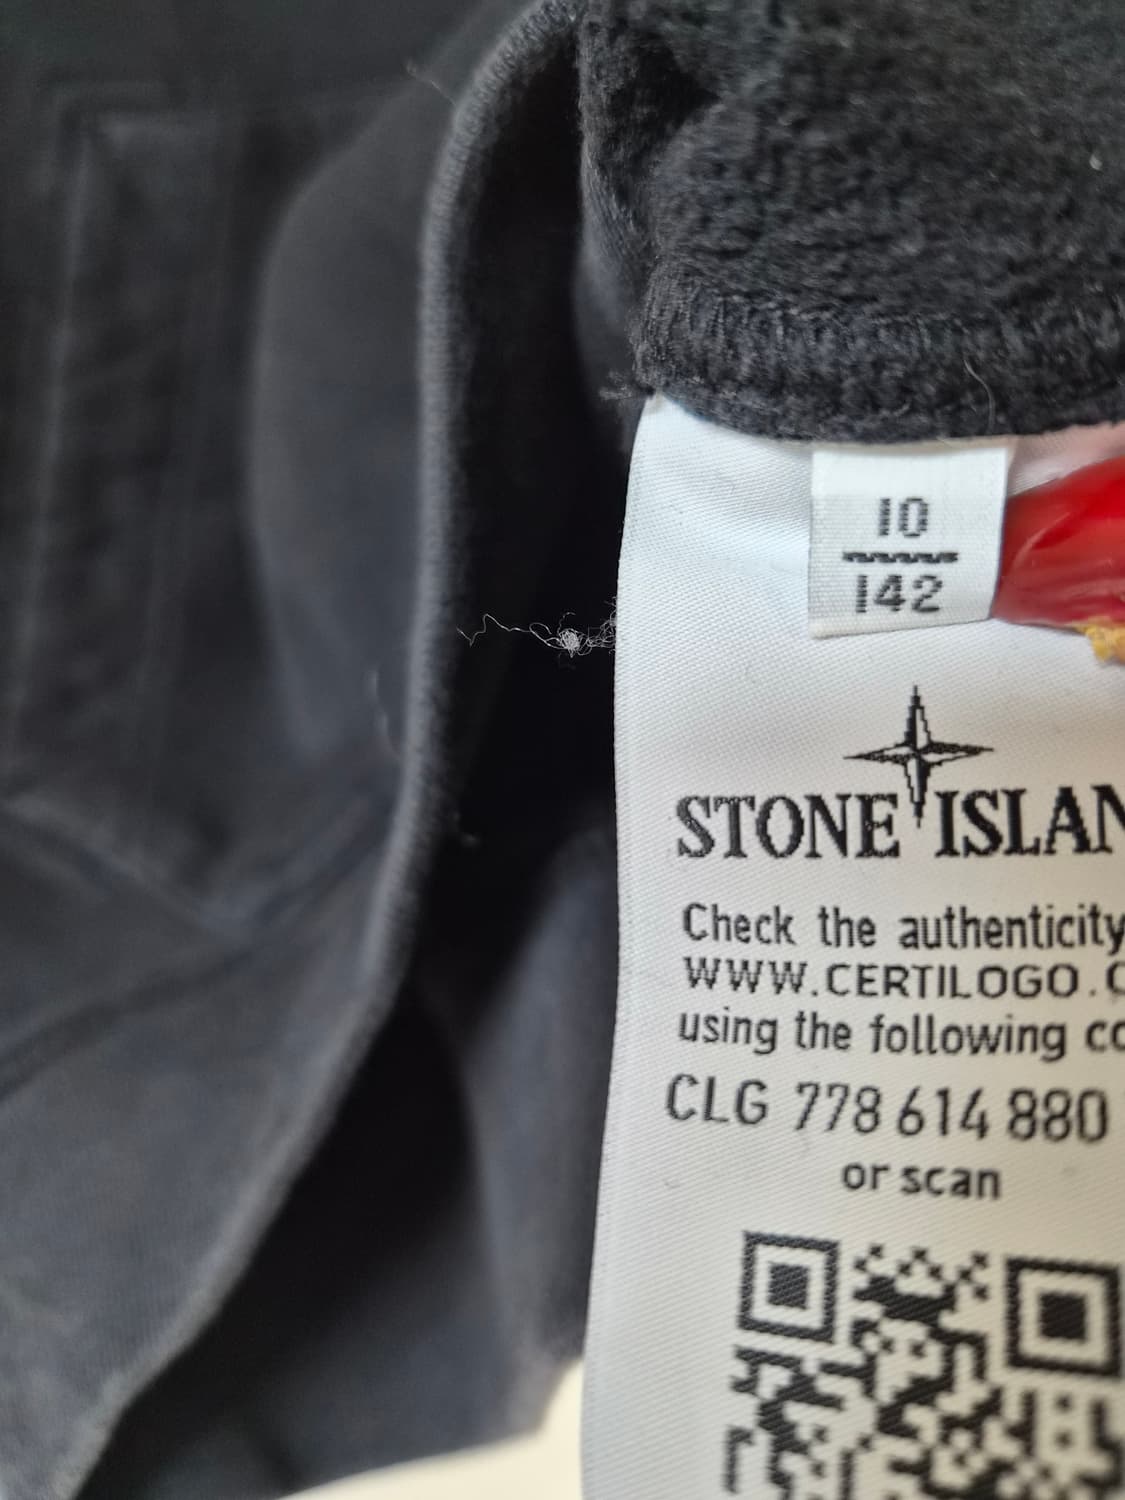 10
142
STONE ISLAN
Check the authenticity
WWW.CERTILOGO.C
using the following co
CLG 778 614 880
or scan